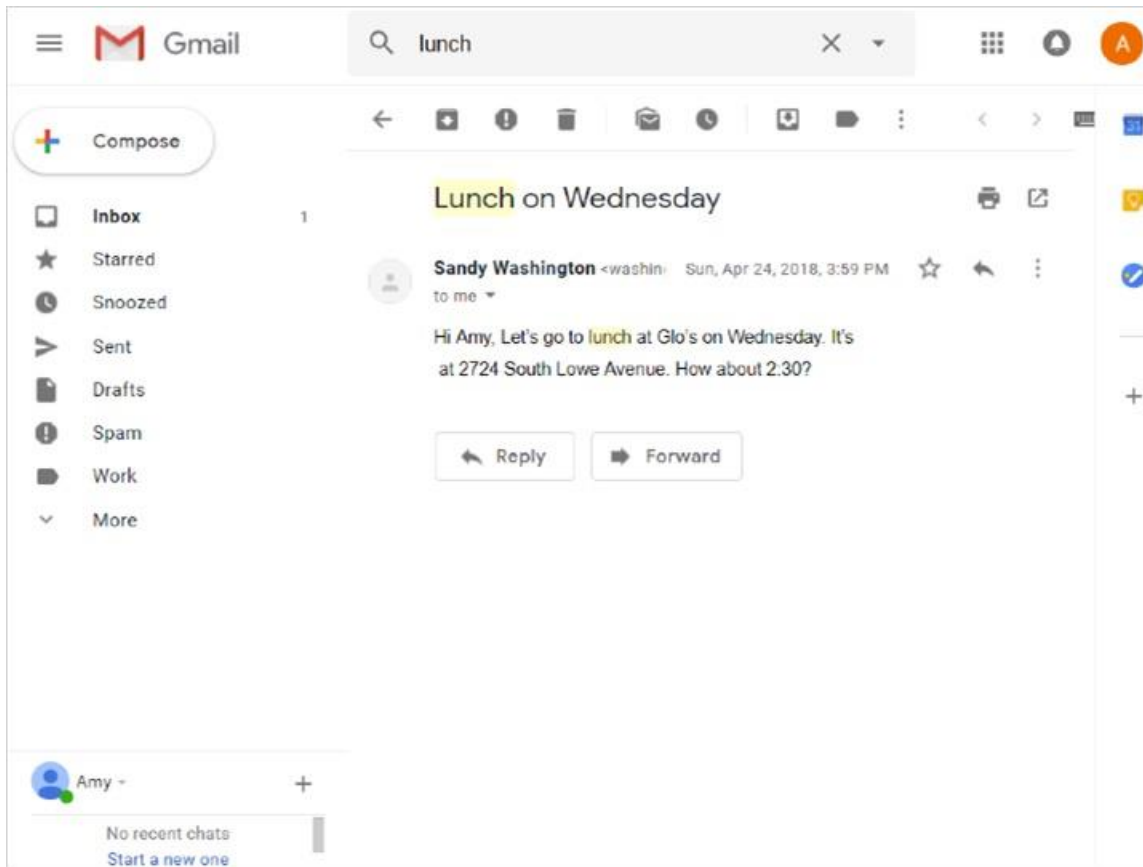 Gmail
lunch
A
Compose
Inbox 1
Starred
Snoozed
Sent
Drafts
Spam
Work
More
Lunch on Wednesday
Sandy Washington <washin Sun, Apr 24, 2018, 3:59 PM
to me
Hi Amy, Let's go to lunch at Glo's on Wednesday. It's
at 2724 South Lowe Avenue. How about 2:30?
Reply Forward
31
Amy
No recent chats
Start a new one